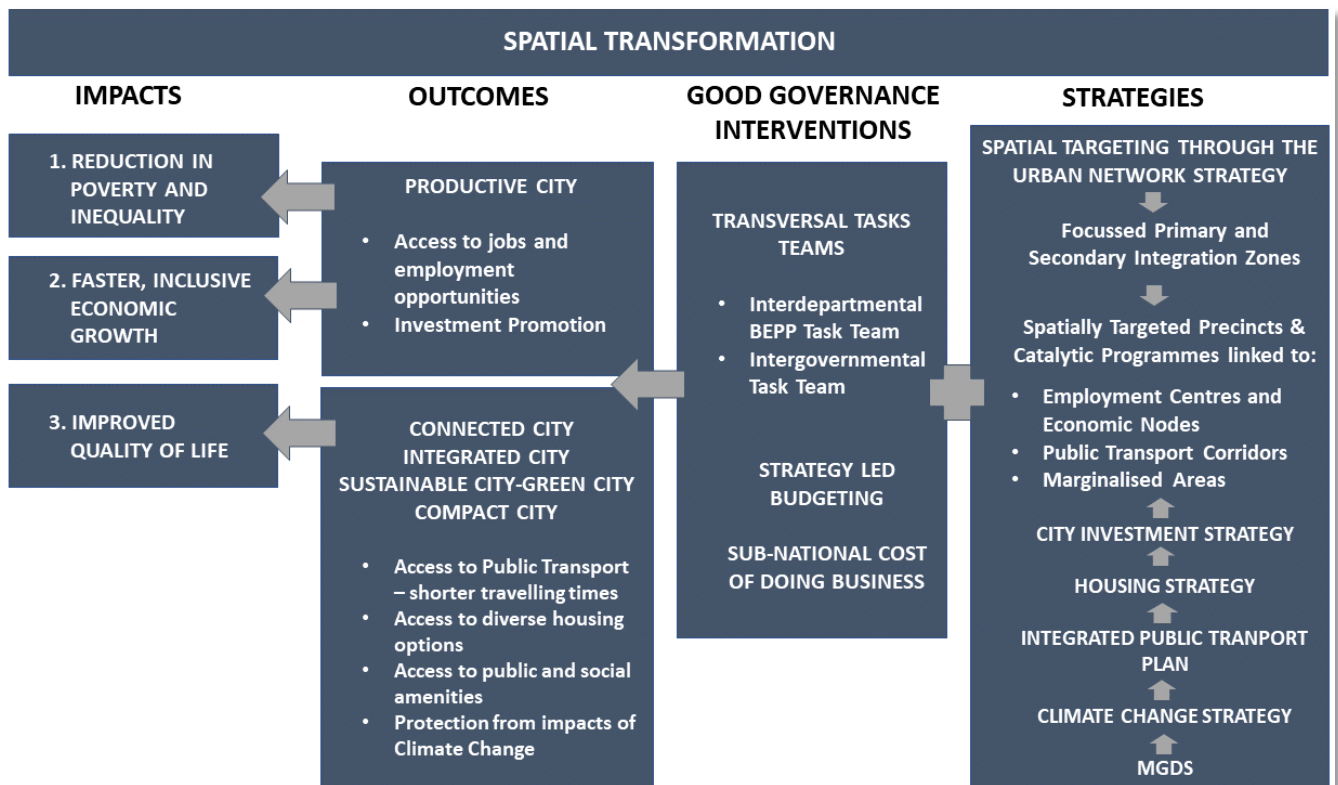 SPATIAL TRANSFORMATION
IMPACTS
1. REDUCTION IN
POVERTY AND
INEQUALITY
2. FASTER, INCLUSIVE
ECONOMIC
GROWTH
3. IMPROVED
QUALITY OF LIFE
OUTCOMES
PRODUCTIVE CITY
• Access to jobs and
employment
opportunities
• Investment Promotion
CONNECTED CITY
INTEGRATED CITY
SUSTAINABLE CITY-GREEN CITY
COMPACT CITY
• Access to Public Transport
– shorter travelling times
• Access to diverse housing
options
• Access to public and social
amenities
• Protection from impacts of
Climate Change
GOOD GOVERNANCE
INTERVENTIONS
TRANSVERSAL TASKS
TEAMS
• Interdepartmental
BEPP Task Team
• Intergovernmental
Task Team
STRATEGY LED
BUDGETING
SUB-NATIONAL COST
OF DOING BUSINESS
STRATEGIES
SPATIAL TARGETING THROUGH THE
URBAN NETWORK STRATEGY
Focussed Primary and
Secondary Integration Zones
Spatially Targeted Precincts &
Catalytic Programmes linked to:
• Employment Centres and
Economic Nodes
• Public Transport Corridors
• Marginalised Areas
CITY INVESTMENT STRATEGY
HOUSING STRATEGY
INTEGRATED PUBLIC TRANPORT
PLAN
CLIMATE CHANGE STRATEGY
MGDS